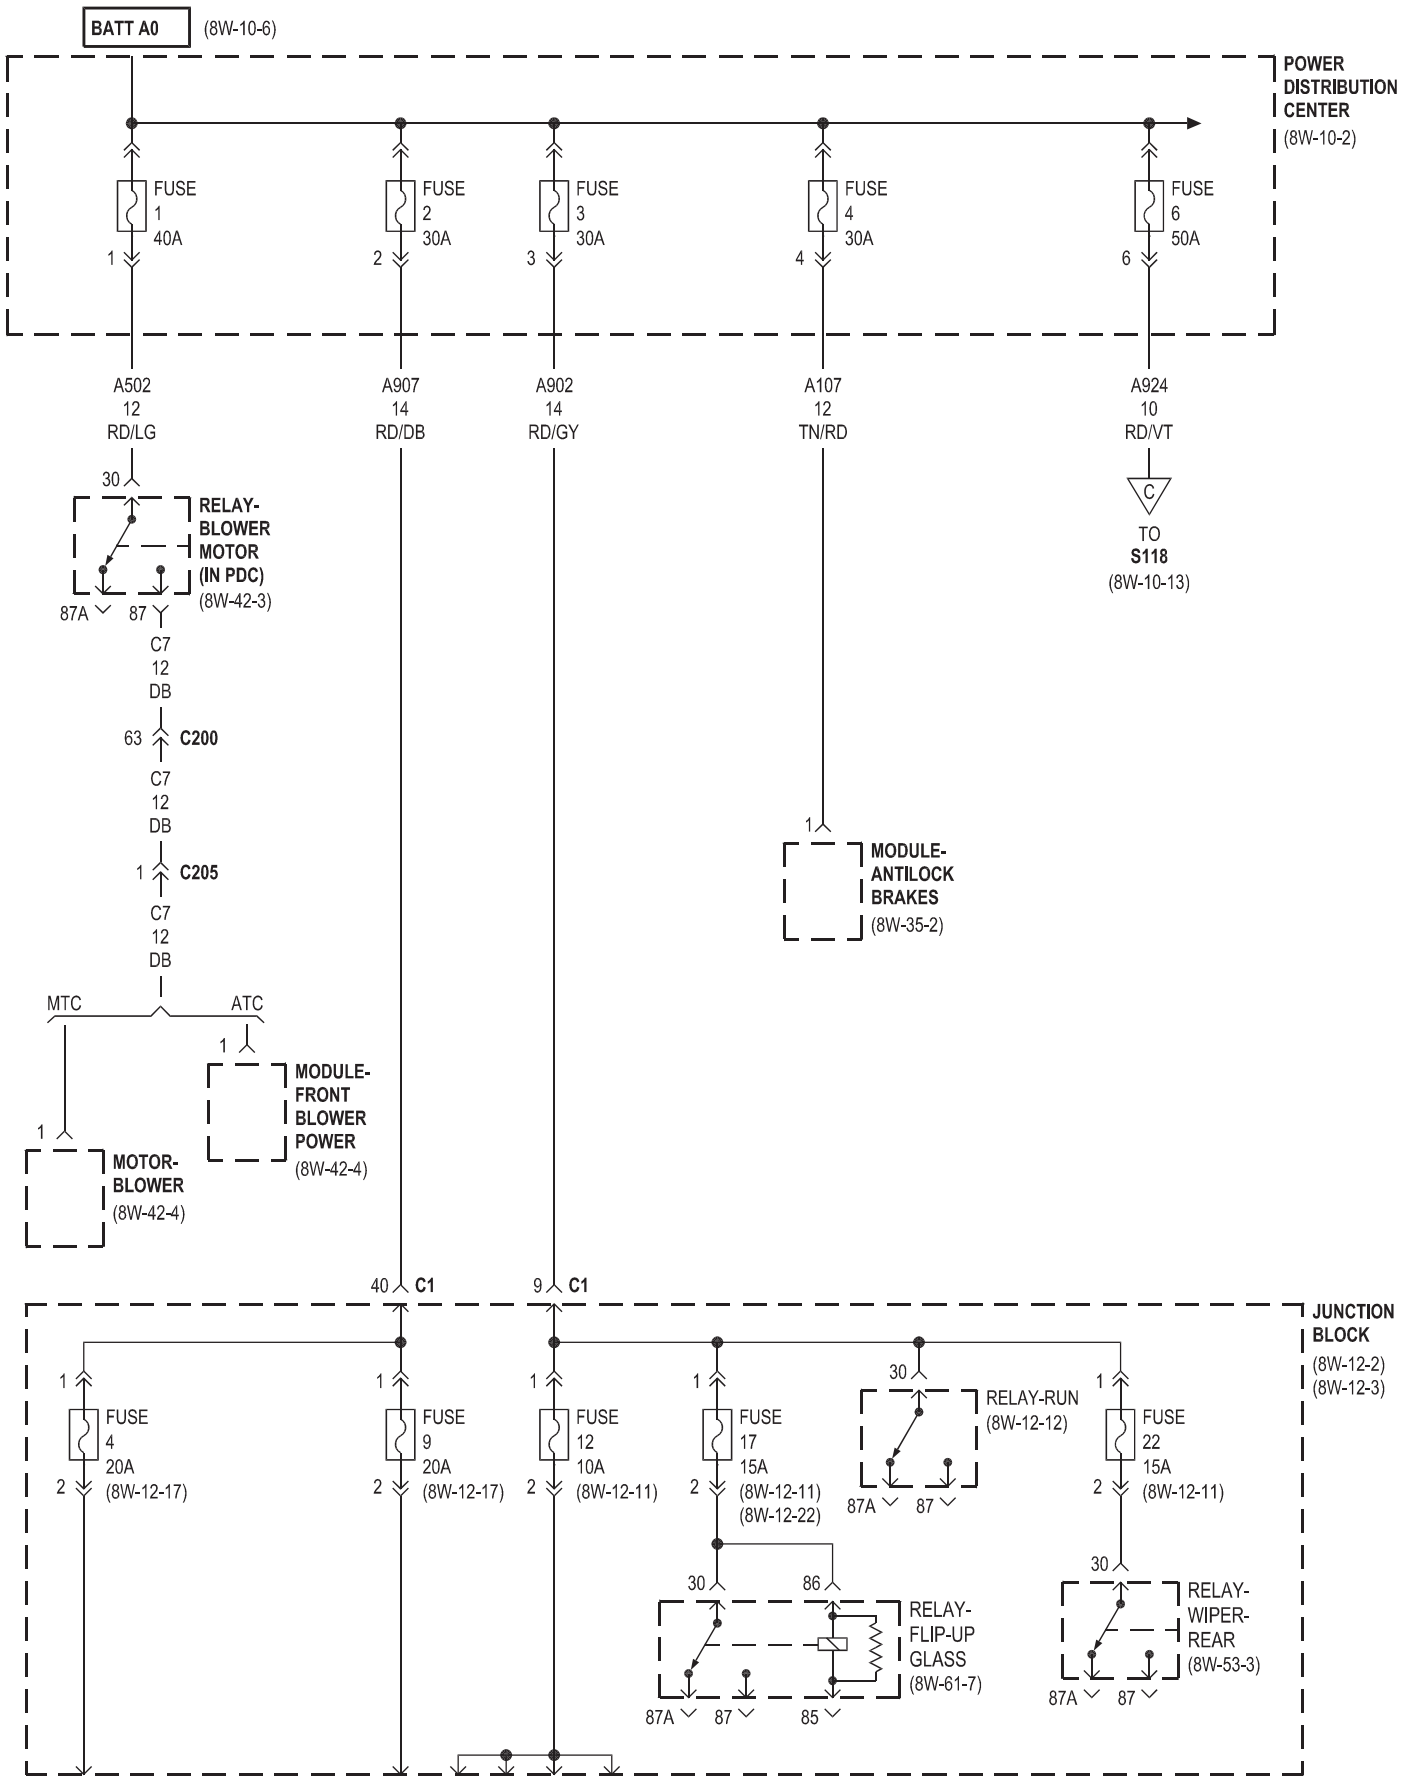 BATT A0 (8W-10-6)
POWER
DISTRIBUTION
CENTER
(8W-10-2)
FUSE
1
40A
1
FUSE
2
30A
2
FUSE
3
30A
3
FUSE
4
30A
4
FUSE
6
50A
6
A502
12
RD/LG
A907
14
RD/DB
A902
14
RD/GY
A107
12
TN/RD
A924
10
RD/VT
C
TO
S118
(8W-10-13)
30
RELAY-
BLOWER
MOTOR
(IN PDC)
(8W-42-3)
87A 87
C7
12
DB
63 C200
C7
12
DB
1 C205
C7
12
DB
MTC ATC
1
MODULE-
ANTILOCK
BRAKES
(8W-35-2)
1
MODULE-
FRONT
BLOWER
POWER
(8W-42-4)
1
MOTOR-
BLOWER
(8W-42-4)
40 C1
9 C1
JUNCTION
BLOCK
(8W-12-2)
(8W-12-3)
1
FUSE
4
20A
2 (8W-12-17)
1
FUSE
9
20A
2 (8W-12-17)
1
FUSE
12
10A
2 (8W-12-11)
1
FUSE
17
15A
2 (8W-12-11)
(8W-12-22)
30
RELAY-RUN
(8W-12-12)
87A 87
1
FUSE
22
15A
2 (8W-12-11)
30 86
RELAY-
FLIP-UP
GLASS
(8W-61-7)
87A 87 85
30
RELAY-
WIPER-
REAR
(8W-53-3)
87A 87